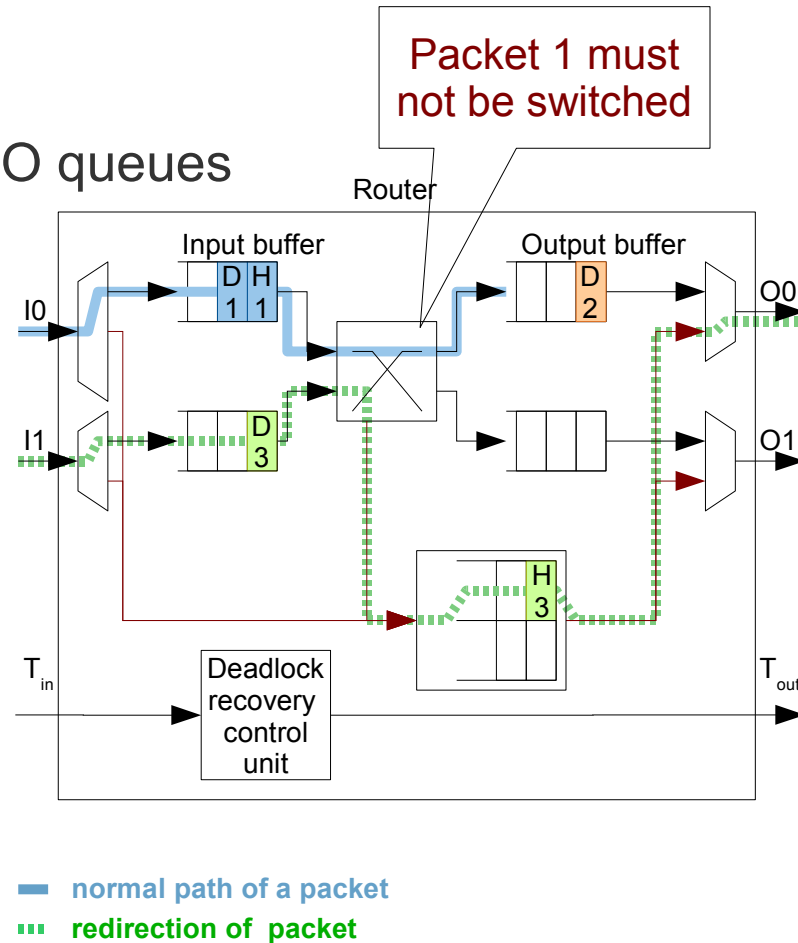 Packet 1 must
not be switched
O queues
Router
Input buffer
Output buffer
D H
1 1
D
2
I0
O0
I1
D
3
O1
H
3
T in
Deadlock
recovery
control
unit
T out
normal path of a packet
redirection of packet